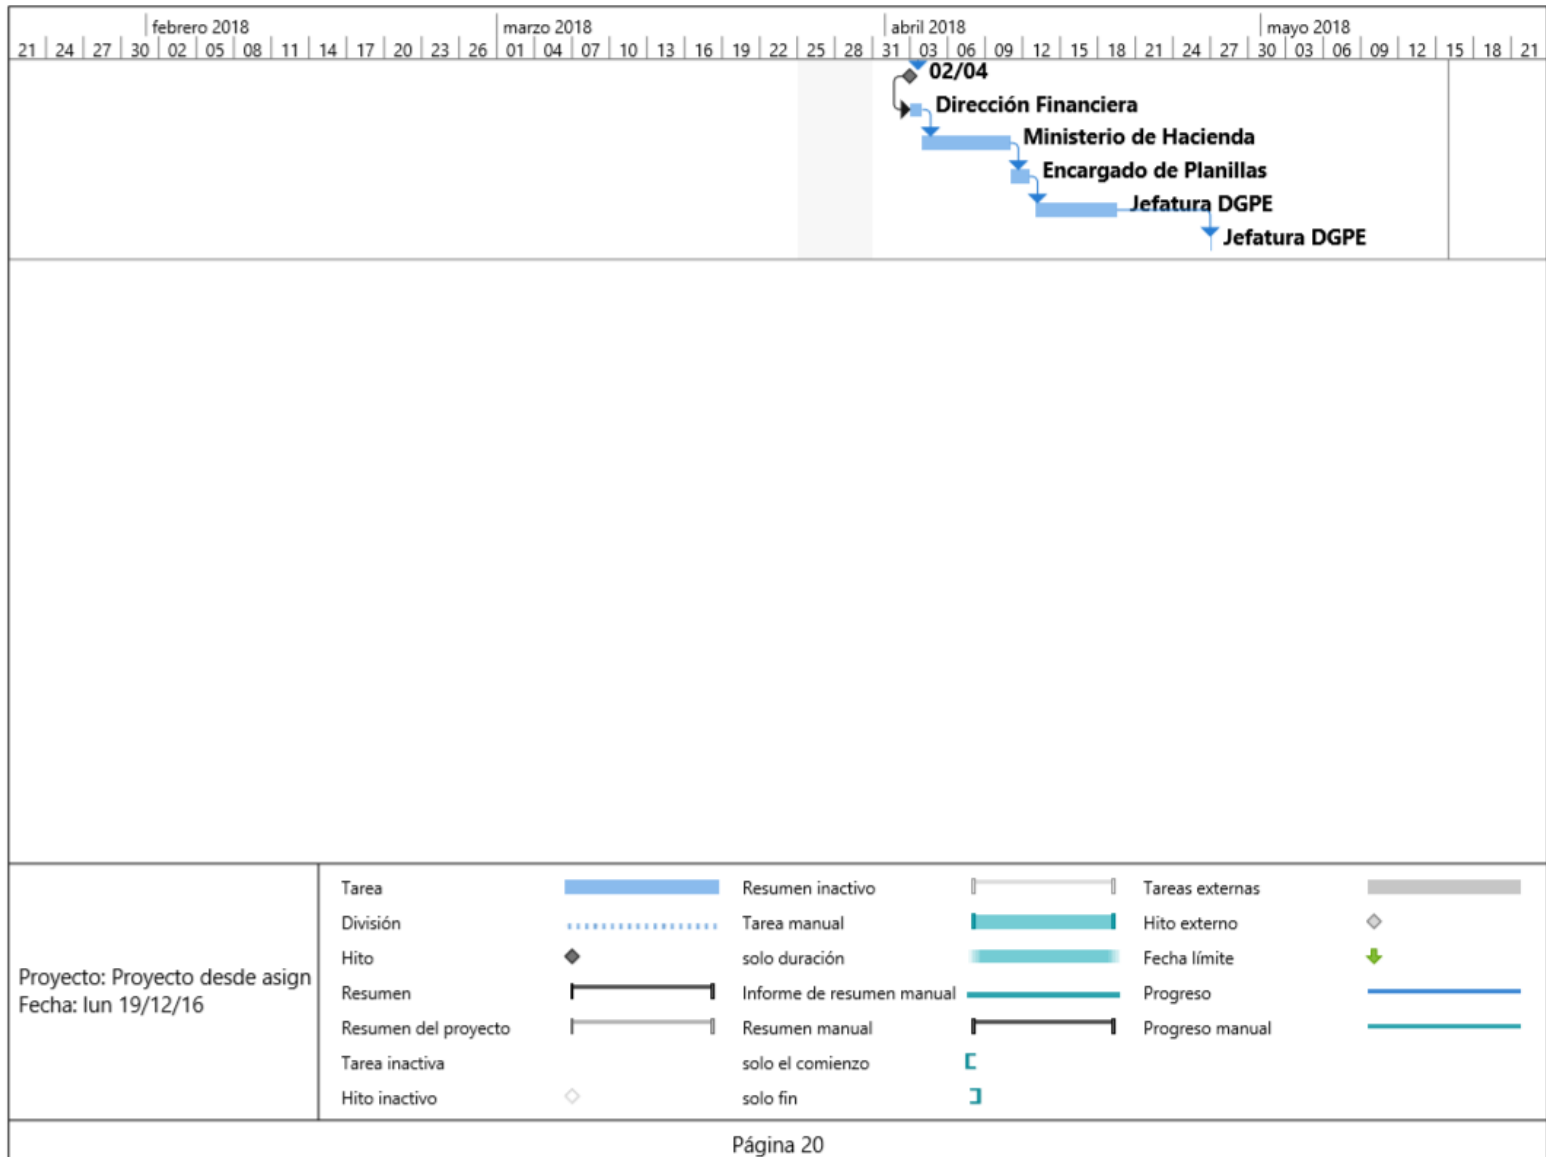 febrero 2018 marzo 2018 abril 2018 mayo 2018
21 24 27 30 02 05 08 11 14 17 20 23 26 01 04 07 10 13 16 19 22 25 28 31 03 06 09 12 15 18 21 24 27 30 03 06 09 12 15 18 21
02/04
Dirección Financiera
Ministerio de Hacienda
Encargado de Planillas
Jefatura DGPE
Jefatura DGPE
Proyecto: Proyecto desde asign
Fecha: lun 19/12/16
Tarea
División
Hito
Resumen
Resumen del proyecto
Tarea inactiva
Hito inactivo
Resumen inactivo
Tarea manual
solo duración
Informe de resumen manual
Resumen manual
solo el comienzo
solo fin
Tareas externas
Hito externo
Fecha límite
Progreso
Progreso manual
Página 20